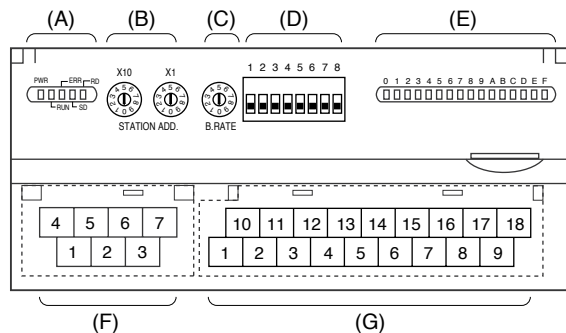 (A) (B) (C) (D) (E)
PWR ERR RD
RUN SD
X10 X1
STATION ADD.
B.RATE
1 2 3 4 5 6 7 8
0 1 2 3 4 5 6 7 8 9 A B C D E F
4 5 6 7
1 2 3
10 11 12 13 14 15 16 17 18
1 2 3 4 5 6 7 8 9
(F) (G)